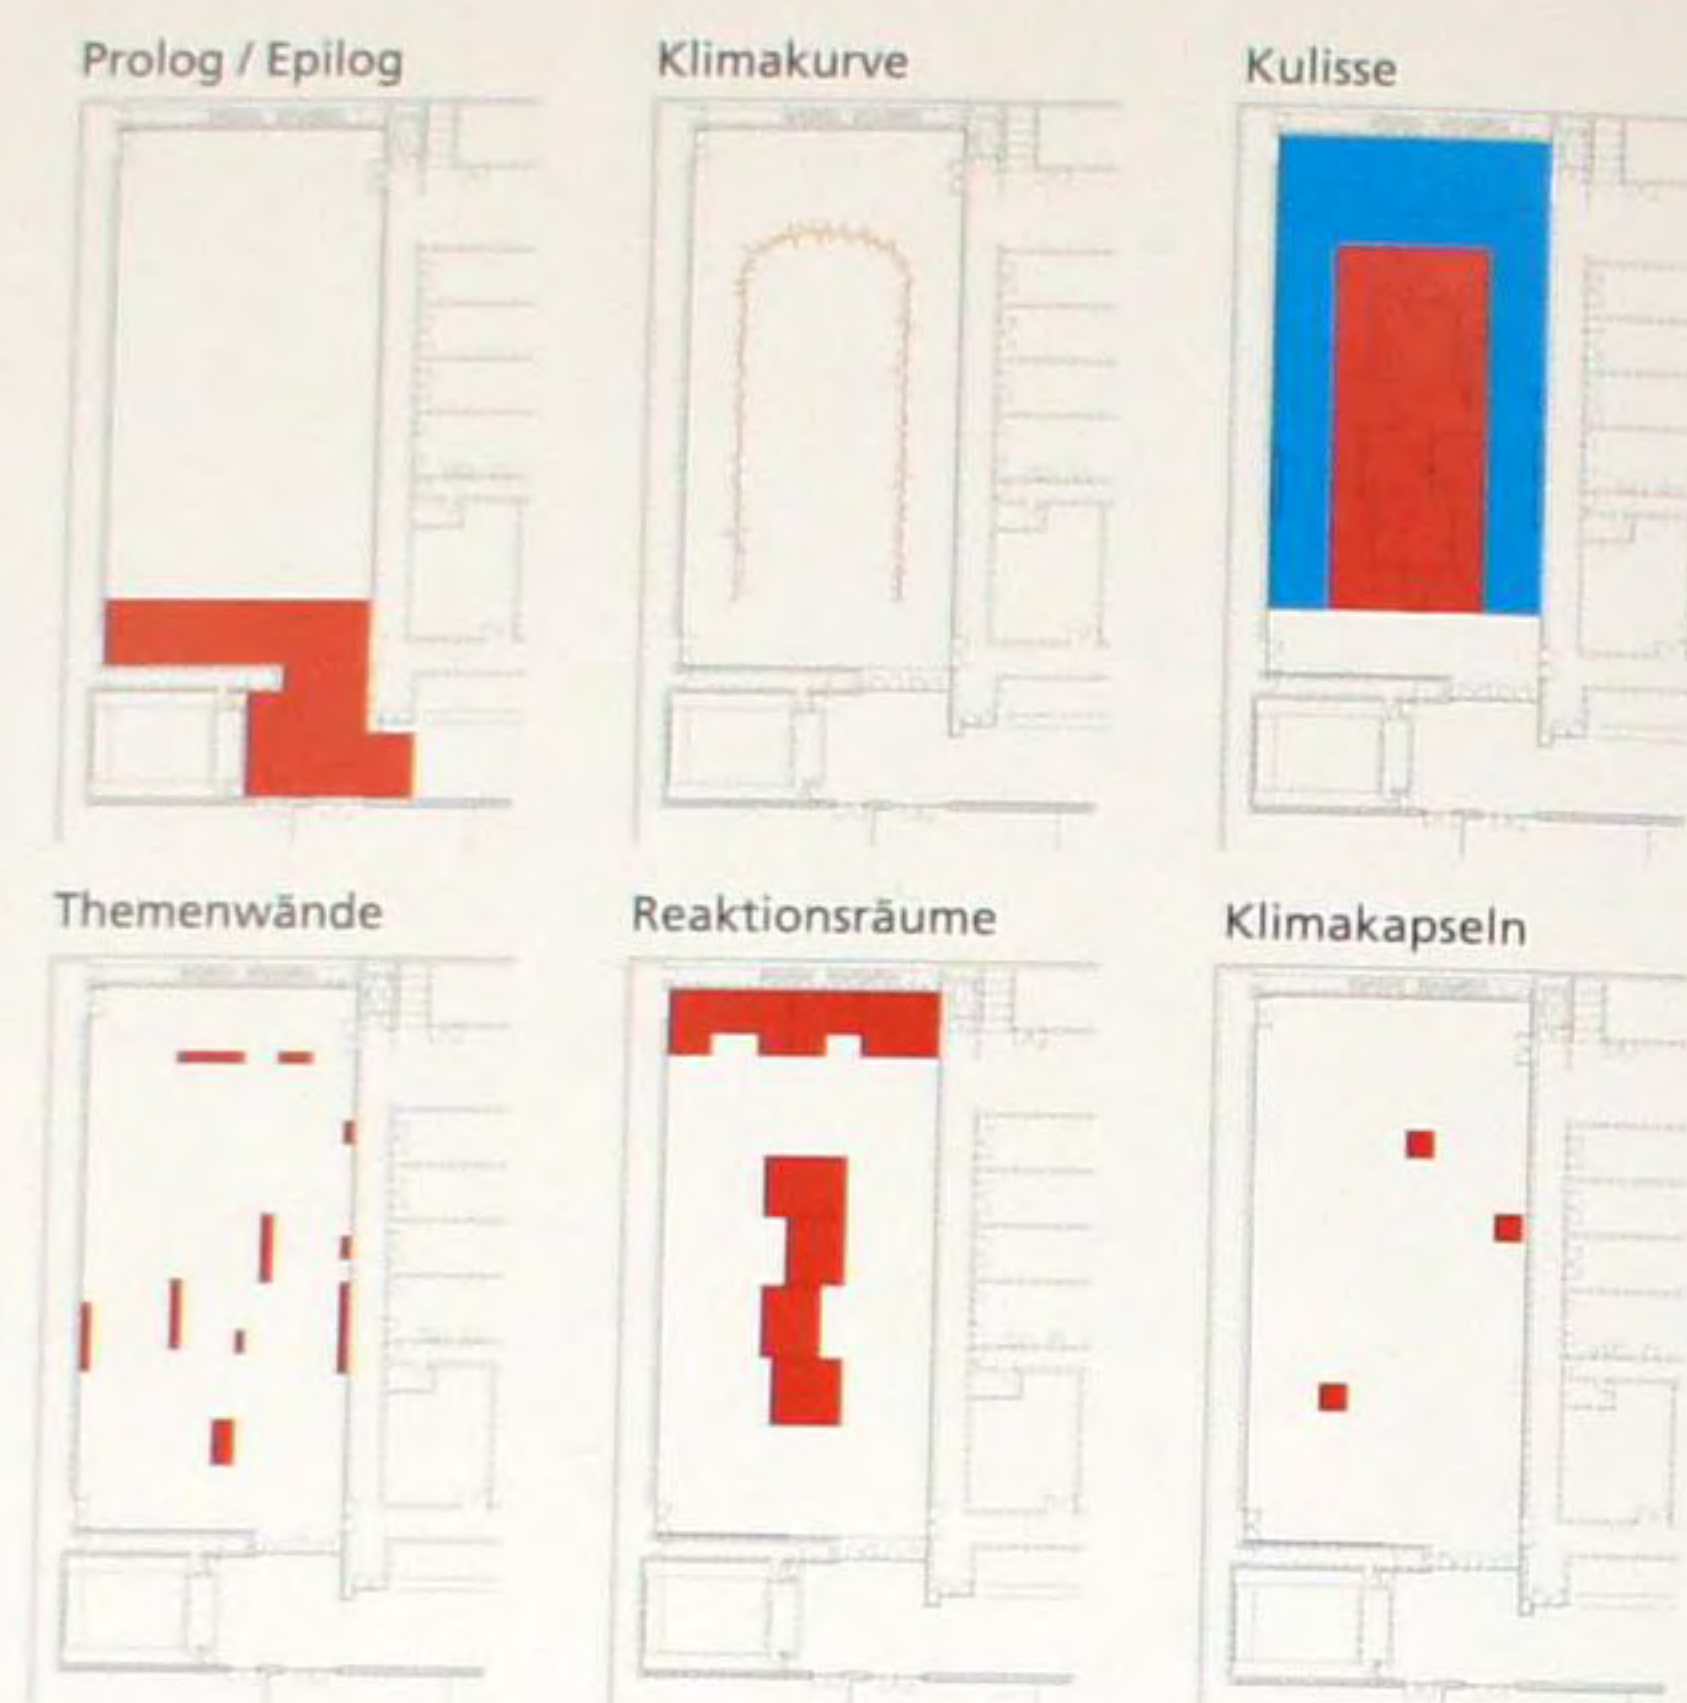 Prolog / Epilog
Klimakurve
Kulisse
Themenwände
Reaktionsräume
Klimakapseln